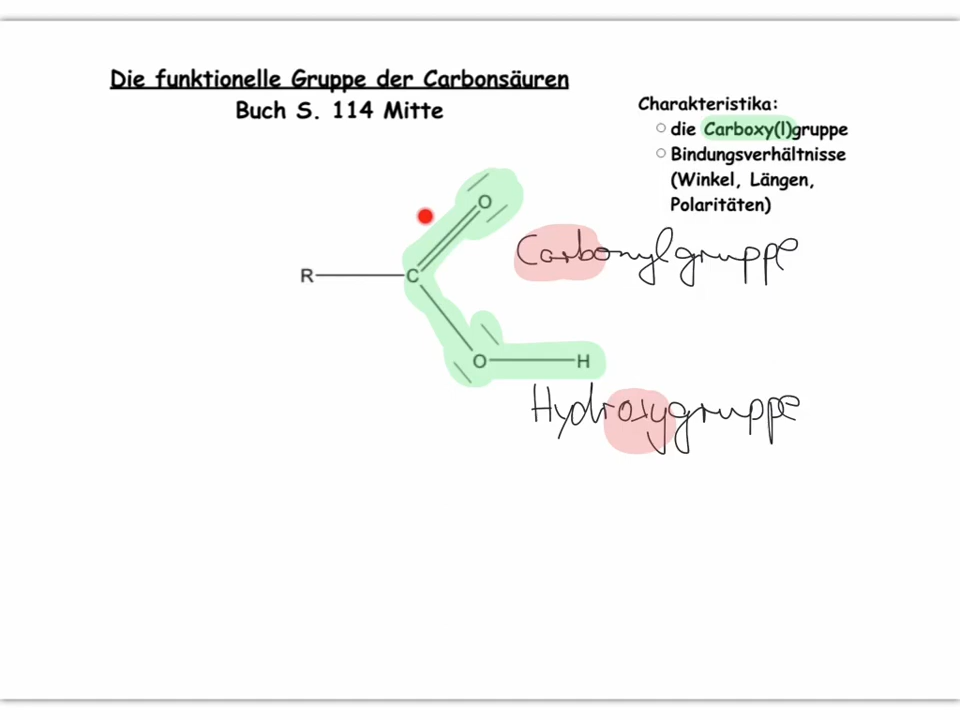 Die funktionelle Gruppe der Carbonsäuren
Buch S. 114 Mitte
Charakteristika:
die Carboxy(l)gruppe
Bindungsverhältnisse
(Winkel, Längen,
Polaritäten)
O
Carbonylgruppe
R C
O H
Hydroxygruppe